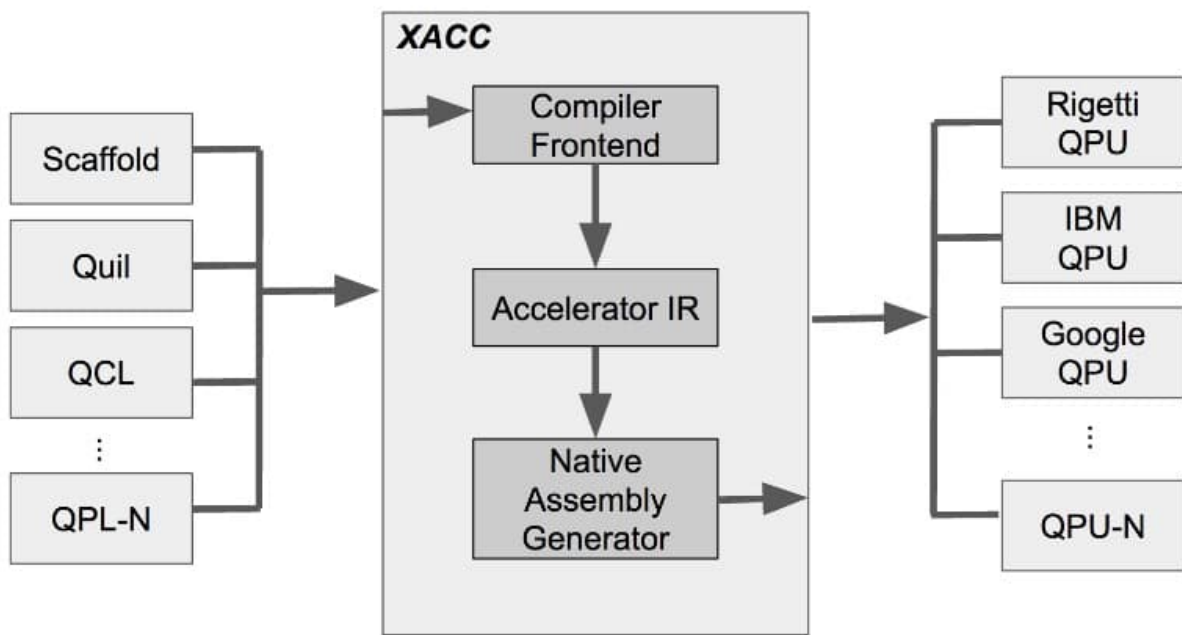 XACC
Scaffold
Quil
QCL
⋮
QPL-N
Compiler
Frontend
Accelerator IR
Native
Assembly
Generator
Rigetti
QPU
IBM
QPU
Google
QPU
⋮
QPU-N